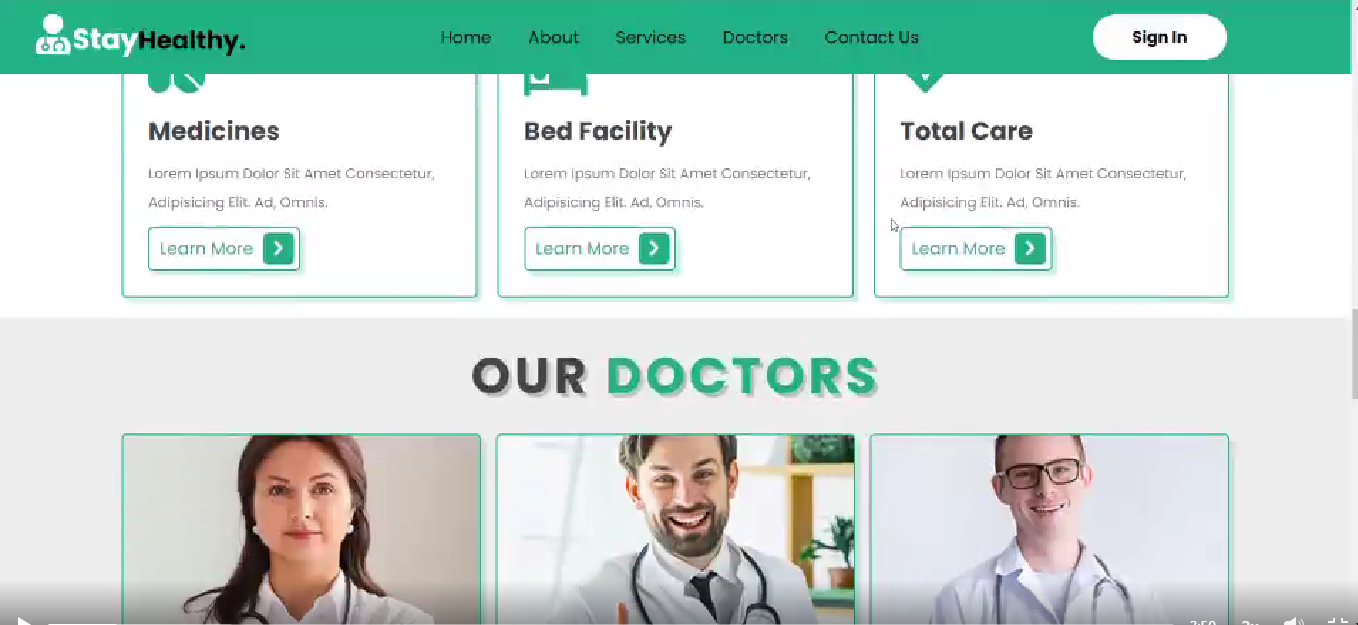 StayHealthy.
Home About Services Doctors Contact Us
Sign In
Medicines Bed Facility Total Care
Lorem Ipsum Dolor Sit Amet Consectetur, Lorem Ipsum Dolor Sit Amet Consectetur, Lorem Ipsum Dolor Sit Amet Consectetur,
Adipisicing Elit. Ad, Omnis. Adipisicing Elit. Ad, Omnis. Adipisicing Elit. Ad, Omnis.
Learn More Learn More Learn More
OUR DOCTORS